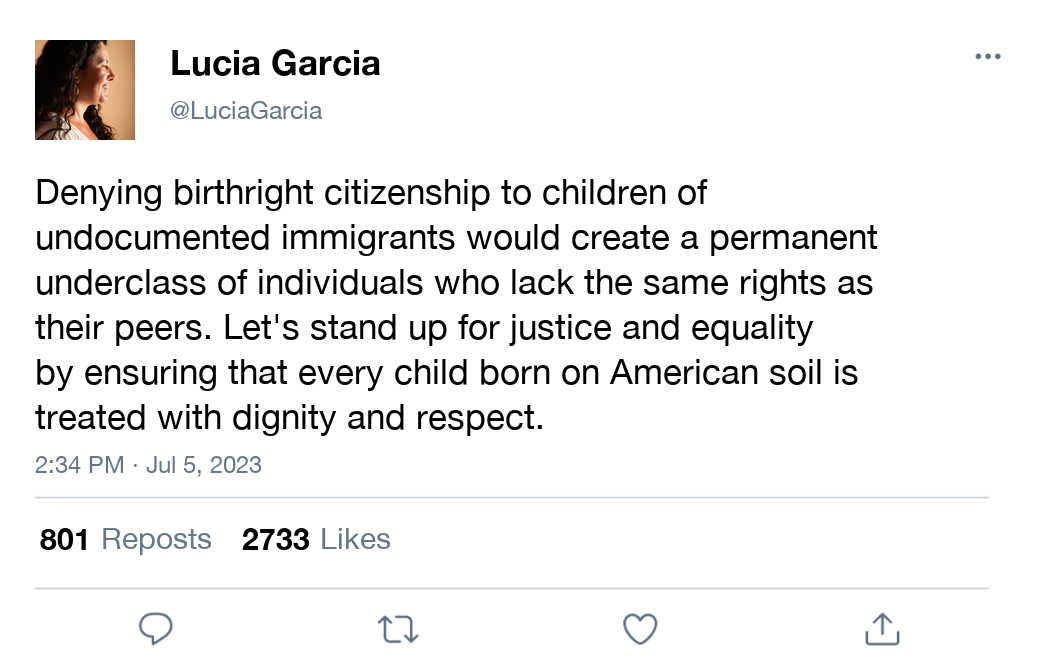 Lucia Garcia
@LuciaGarcia
Denying birthright citizenship to children of
undocumented immigrants would create a permanent
underclass of individuals who lack the same rights as
their peers. Let's stand up for justice and equality
by ensuring that every child born on American soil is
treated with dignity and respect.
2:34 PM · Jul 5, 2023
801 Reposts 2733 Likes